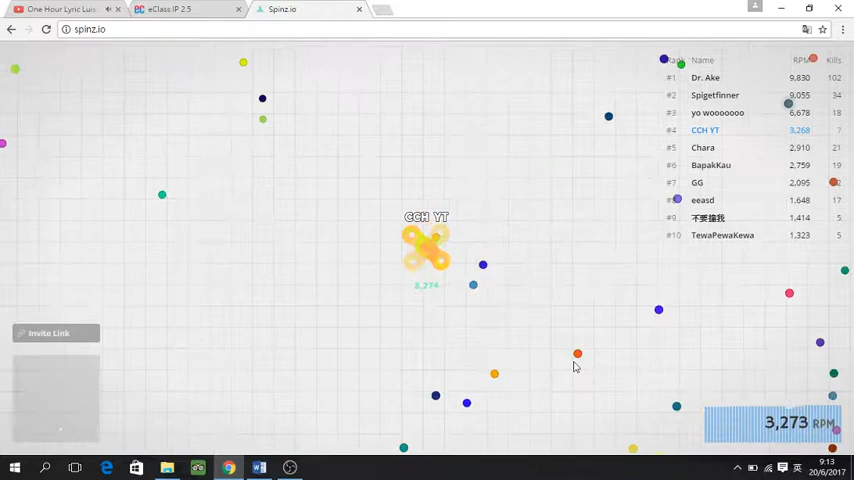 One Hour Lyric Luis
eClass IP 2.5
Spinz.io
spinz.io
Name RPM Kills
#1 Dr. Ake 9,830 102
#2 Spigetfinner 9,055 34
#3 yo wooooooo 6,678 18
#4 CCH YT 3,268 7
#5 Chara 2,910 21
#6 BapakKau 2,759 19
#7 GG 2,095
eeasd 1,648 17
#9 不要撞我 1,414 5
#10 TewaPewaKewa 1,323 5
CCH YT
3,274
Invite Link
3,273 RPM
英
9:13
20/6/2017